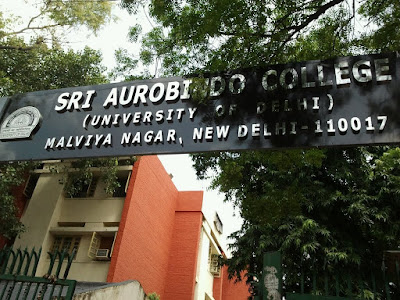 SRI AUROBINDO COLLEGE
(UNIVERSITY OF DELHI)
MALVIYA NAGAR, NEW DELHI-110017